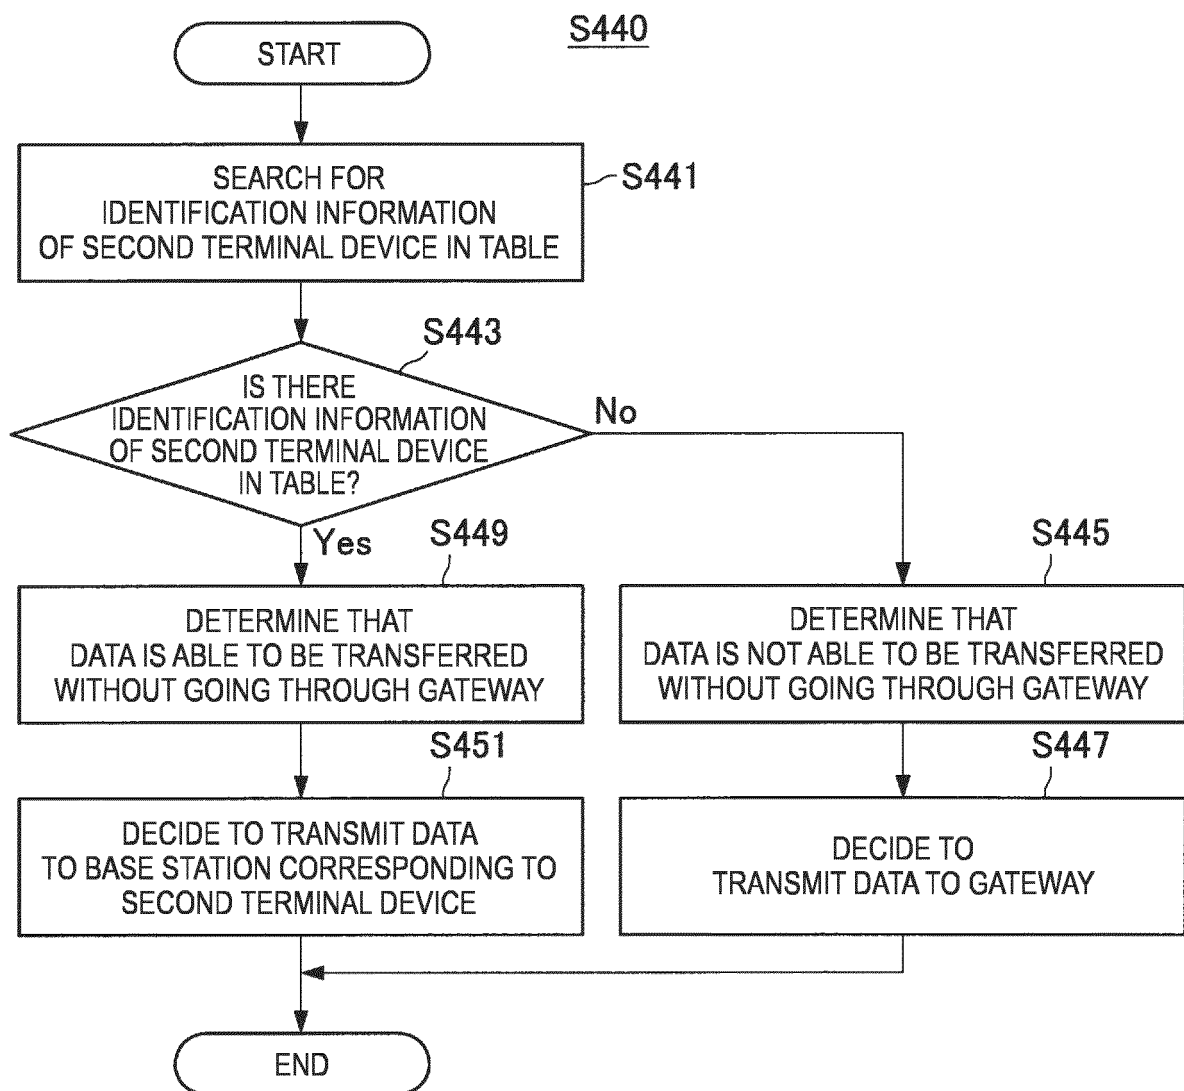 S440
START
SEARCH FOR
IDENTIFICATION INFORMATION
OF SECOND TERMINAL DEVICE IN TABLE
S441
S443
IS THERE
IDENTIFICATION INFORMATION
OF SECOND TERMINAL DEVICE
IN TABLE?
No
Yes
S449
DETERMINE THAT
DATA IS ABLE TO BE TRANSFERRED
WITHOUT GOING THROUGH GATEWAY
S445
DETERMINE THAT
DATA IS NOT ABLE TO BE TRANSFERRED
WITHOUT GOING THROUGH GATEWAY
S451
DECIDE TO TRANSMIT DATA
TO BASE STATION CORRESPONDING TO
SECOND TERMINAL DEVICE
S447
DECIDE TO
TRANSMIT DATA TO GATEWAY
END